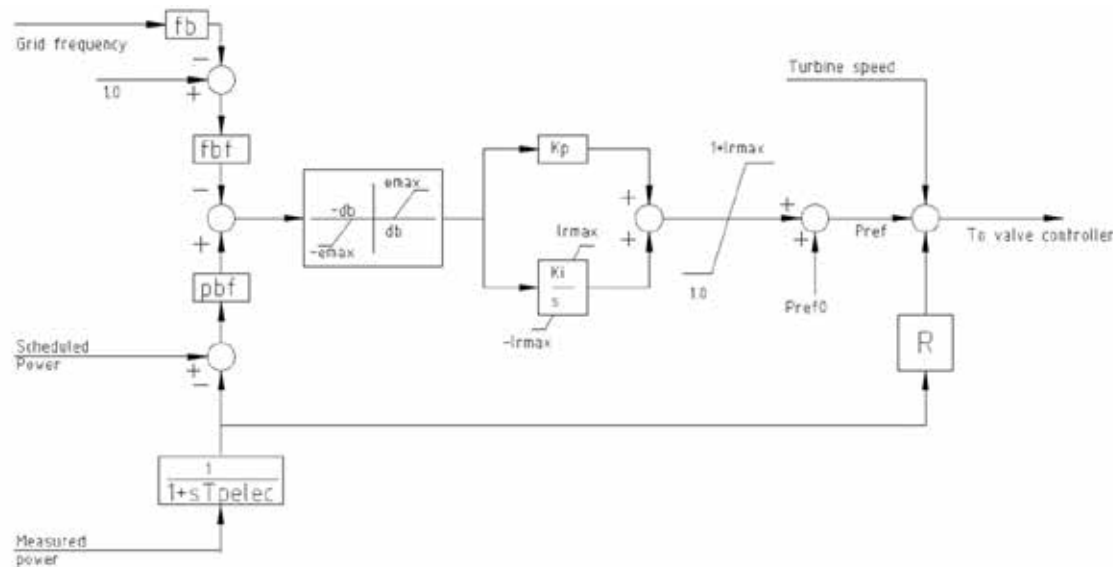 fb
Grid frequency
−
1.0
+
Turbine speed
fbf
Kp
1+Irmax
−
-db
emax
+
+
+
-emax
db
Irmax
+
+
Pref
To valve controller
pbf
Ki
s
1.0
Pref0
-Irmax
Scheduled
Power
+
−
R
1
1+sTpelec
Measured
power